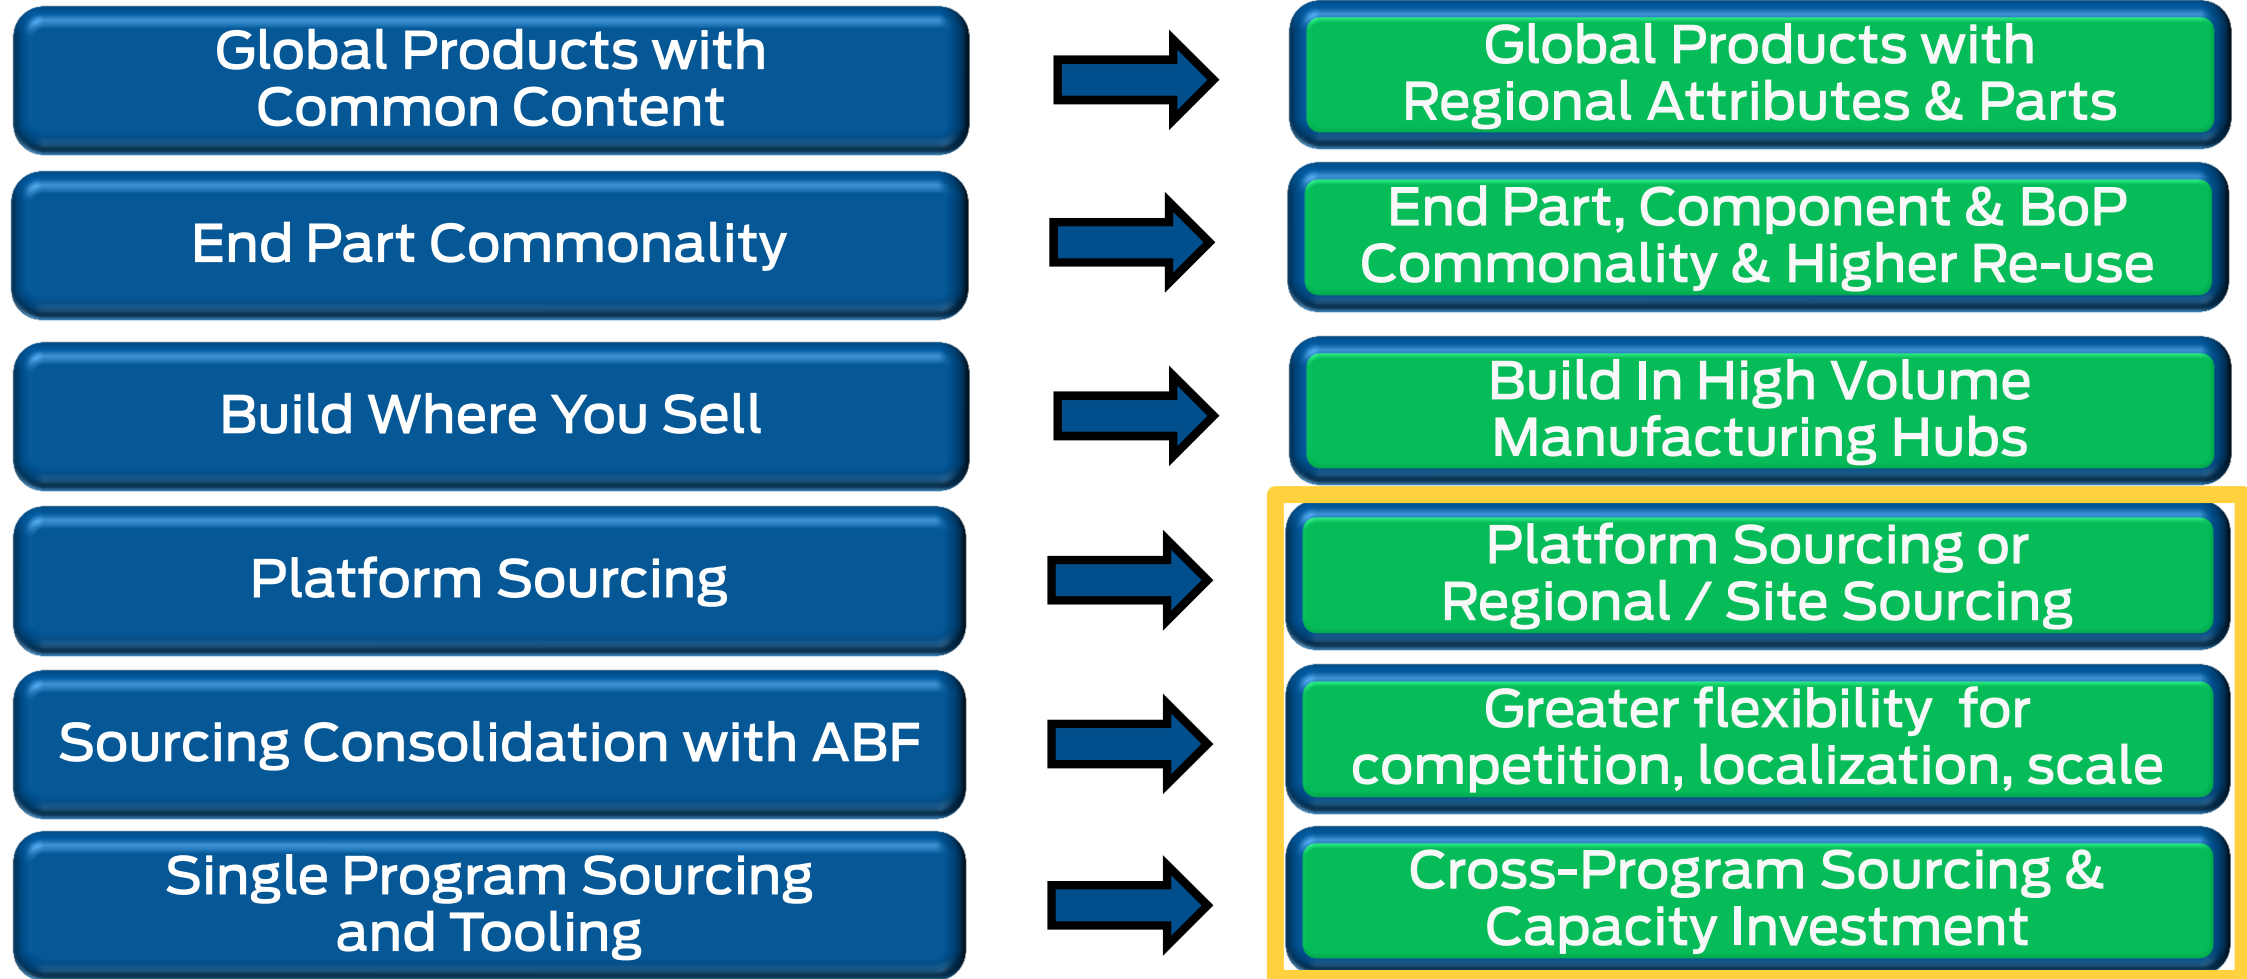 Global Products with
Common Content
Global Products with
Regional Attributes & Parts
End Part Commonality
End Part, Component & BoP
Commonality & Higher Re-use
Build Where You Sell
Build In High Volume
Manufacturing Hubs
Platform Sourcing
Platform Sourcing or
Regional / Site Sourcing
Sourcing Consolidation with ABF
Greater flexibility for
competition, localization, scale
Single Program Sourcing
and Tooling
Cross-Program Sourcing &
Capacity Investment